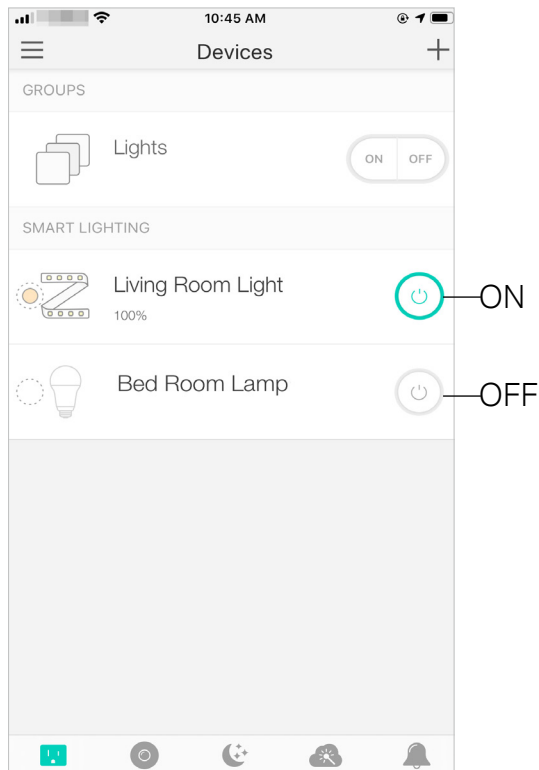 10:45 AM
Devices
GROUPS
Lights
ON OFF
SMART LIGHTING
Living Room Light
100%
ON
Bed Room Lamp
OFF